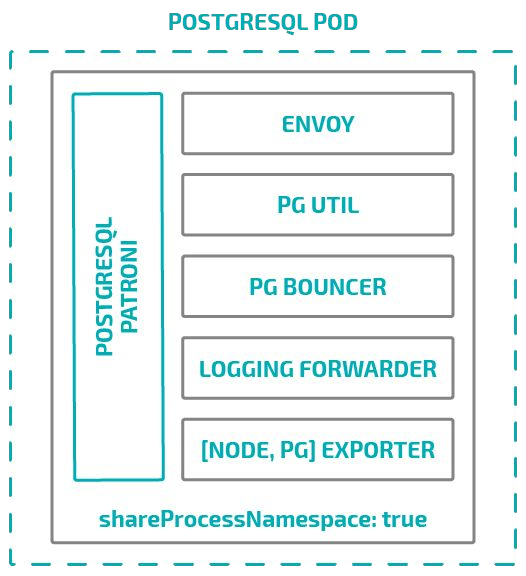 POSTGRESQL POD
POSTGRESQL
PATRONI
ENVOY
PG UTIL
PG BOUNCER
LOGGING FORWARDER
[NODE, PG] EXPORTER
shareProcessNamespace: true